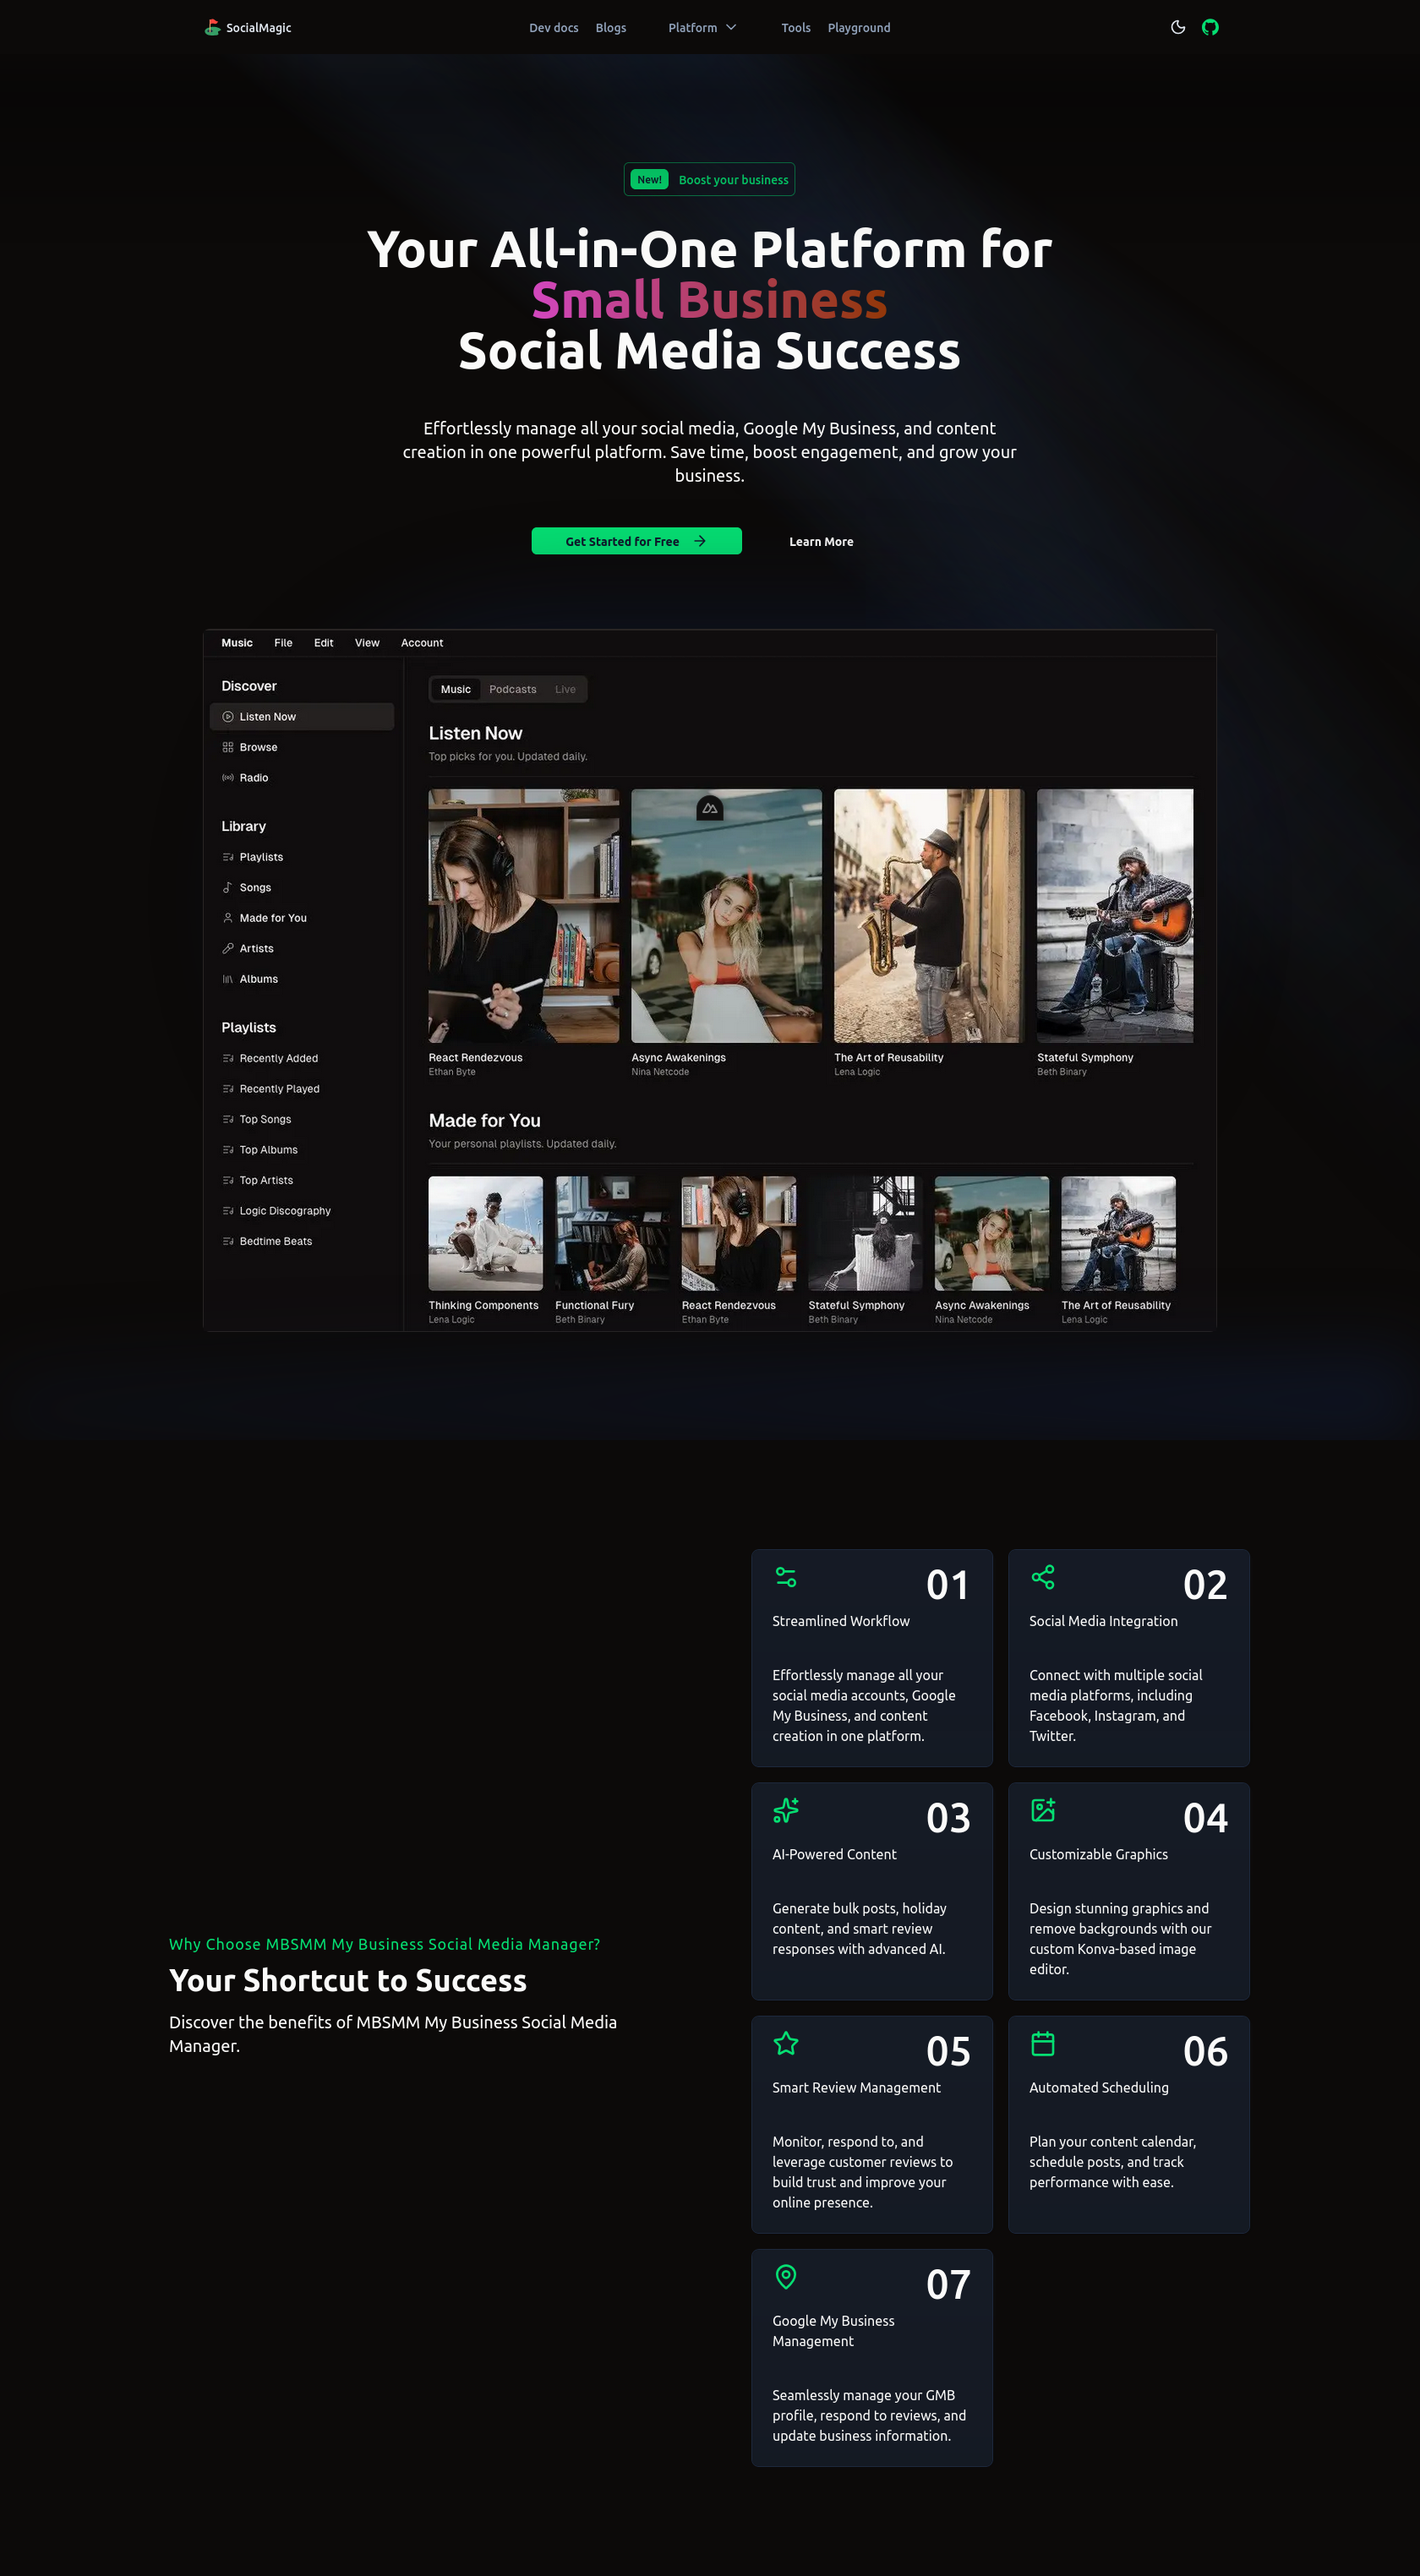 SocialMagic
Dev docs
Blogs
Platform
Tools
Playground
New!
Boost your business
Your All-in-One Platform for
Small Business
Social Media Success
Effortlessly manage all your social media, Google My Business, and content
creation in one powerful platform. Save time, boost engagement, and grow your
business.
Get Started for Free
Learn More
Music
File
Edit
View
Account
Discover
Listen Now
Browse
Radio
Library
Playlists
Songs
Made for You
Artists
Albums
Playlists
Recently Added
Recently Played
Top Songs
Top Albums
Top Artists
Logic Discography
Bedtime Beats
Music
Podcasts
Live
Listen Now
Top picks for you. Updated daily.
React Rendezvous
Ethan Byte
Async Awakenings
Nina Netcode
The Art of Reusability
Lena Logic
Stateful Symphony
Beth Binary
Made for You
Your personal playlists. Updated daily.
Thinking Components
Lena Logic
Functional Fury
Beth Binary
React Rendezvous
Ethan Byte
Stateful Symphony
Beth Binary
Async Awakenings
Nina Netcode
The Art of Reusability
Lena Logic
Why Choose MBSMM My Business Social Media Manager?
Your Shortcut to Success
Discover the benefits of MBSMM My Business Social Media
Manager.
01
Streamlined Workflow
Effortlessly manage all your
social media accounts, Google
My Business, and content
creation in one platform.
02
Social Media Integration
Connect with multiple social
media platforms, including
Facebook, Instagram, and
Twitter.
03
AI-Powered Content
Generate bulk posts, holiday
content, and smart review
responses with advanced AI.
04
Customizable Graphics
Design stunning graphics and
remove backgrounds with our
custom Konva-based image
editor.
05
Smart Review Management
Monitor, respond to, and
leverage customer reviews to
build trust and improve your
online presence.
06
Automated Scheduling
Plan your content calendar,
schedule posts, and track
performance with ease.
07
Google My Business
Management
Seamlessly manage your GMB
profile, respond to reviews, and
update business information.